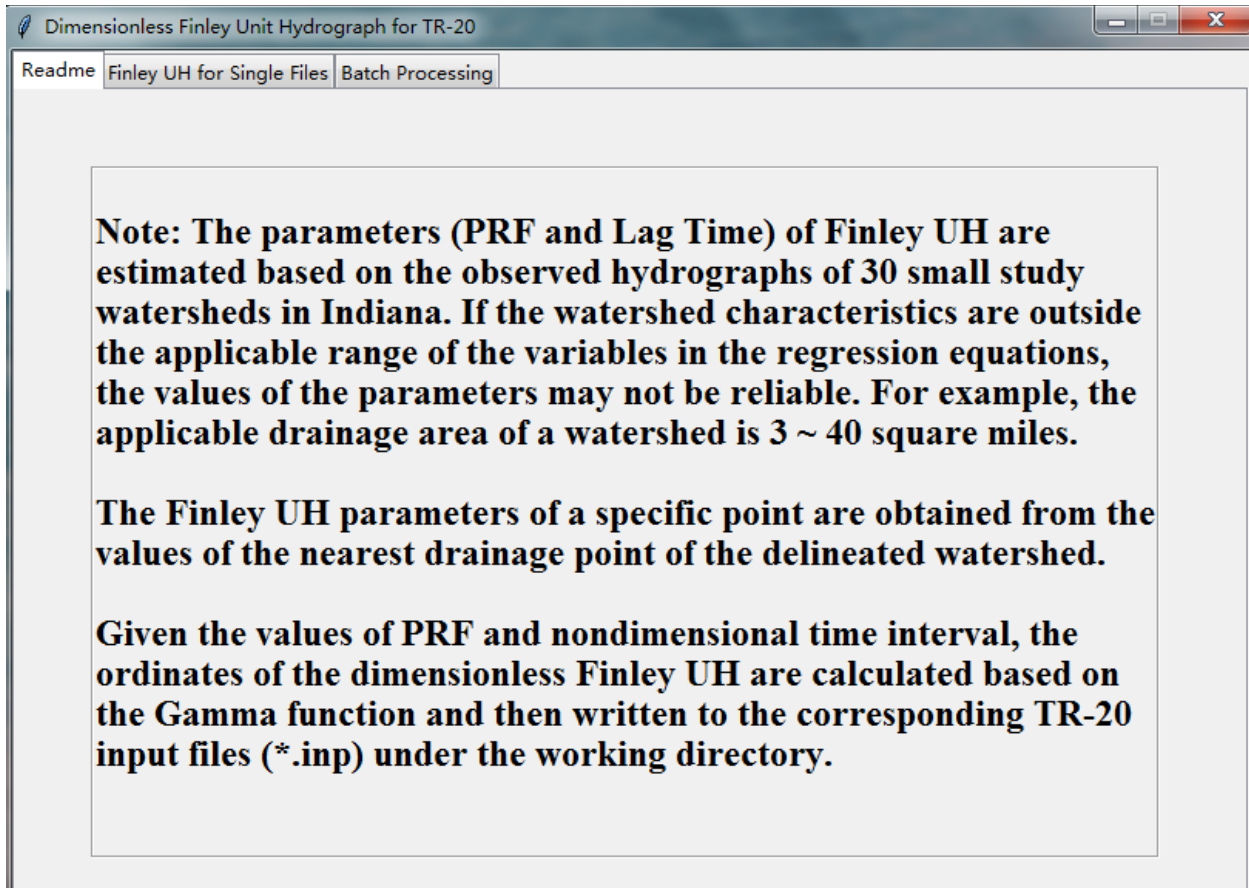 Dimensionless Finley Unit Hydrograph for TR-20
Readme Finley UH for Single Files Batch Processing
Note: The parameters (PRF and Lag Time) of Finley UH are
estimated based on the observed hydrographs of 30 small study
watersheds in Indiana. If the watershed characteristics are outside
the applicable range of the variables in the regression equations,
the values of the parameters may not be reliable. For example, the
applicable drainage area of a watershed is 3 ~ 40 square miles.
The Finley UH parameters of a specific point are obtained from the
values of the nearest drainage point of the delineated watershed.
Given the values of PRF and nondimensional time interval, the
ordinates of the dimensionless Finley UH are calculated based on
the Gamma function and then written to the corresponding TR-20
input files (*.inp) under the working directory.